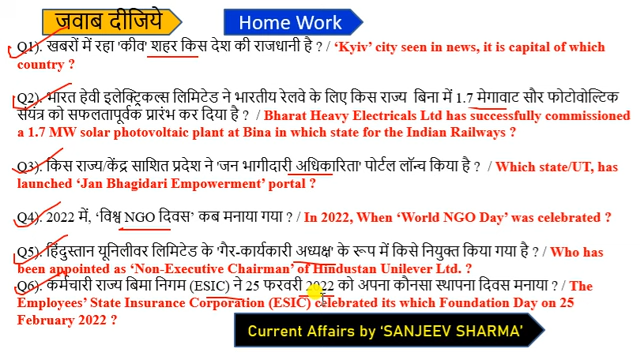 जवाब दीजिये
Home Work
Q1). खबरों में रहा 'कीव' शहर किस देश की राजधानी है ? / ‘Kyiv’ city seen in news, it is capital of which
country ?
Q2). भारत हेवी इलेक्ट्रिकल्स लिमिटेड ने भारतीय रेलवे के लिए किस राज्य बिना में 1.7 मेगावाट सौर फोटोवोल्टिक
संयंत्र को सफलतापूर्वक प्रारंभ कर दिया है ? / Bharat Heavy Electricals Ltd has successfully commissioned
a 1.7 MW solar photovoltaic plant at Bina in which state for the Indian Railways ?
Q3). किस राज्य/केंद्र साशित प्रदेश ने 'जन भागीदारी अधिकारिता' पोर्टल लॉन्च किया है ? / Which state/UT, has
launched ‘Jan Bhagidari Empowerment’ portal ?
Q4). 2022 में, ‘विश्व NGO दिवस’ कब मनाया गया ? / In 2022, When ‘World NGO Day’ was celebrated ?
Q5). हिंदुस्तान यूनिलीवर लिमिटेड के 'गैर-कार्यकारी अध्यक्ष' के रूप में किसे नियुक्त किया गया है ? / Who has
been appointed as ‘Non-Executive Chairman’ of Hindustan Unilever Ltd. ?
Q6). कर्मचारी राज्य बिमा निगम (ESIC) ने 25 फरवरी 2022 को अपना कौनसा स्थापना दिवस मनाया ? / The
Employees’ State Insurance Corporation (ESIC) celebrated its which Foundation Day on 25
February 2022 ?
Current Affairs by ‘SANJEEV SHARMA’